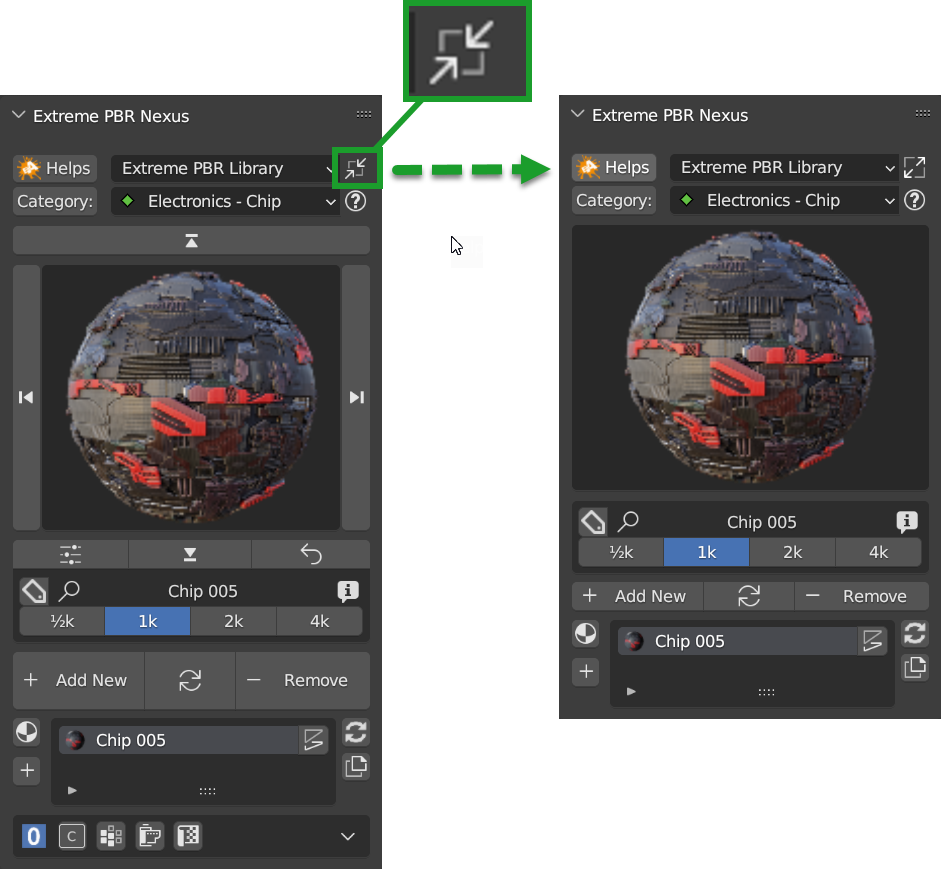 Extreme PBR Nexus
Helps
Extreme PBR Library
Category:
Electronics - Chip
?
Chip 005
½k
1k
2k
4k
+ Add New
− Remove
Chip 005
+
0
C
Extreme PBR Nexus
Helps
Extreme PBR Library
Category:
Electronics - Chip
?
Chip 005
½k
1k
2k
4k
+ Add New
− Remove
Chip 005
+